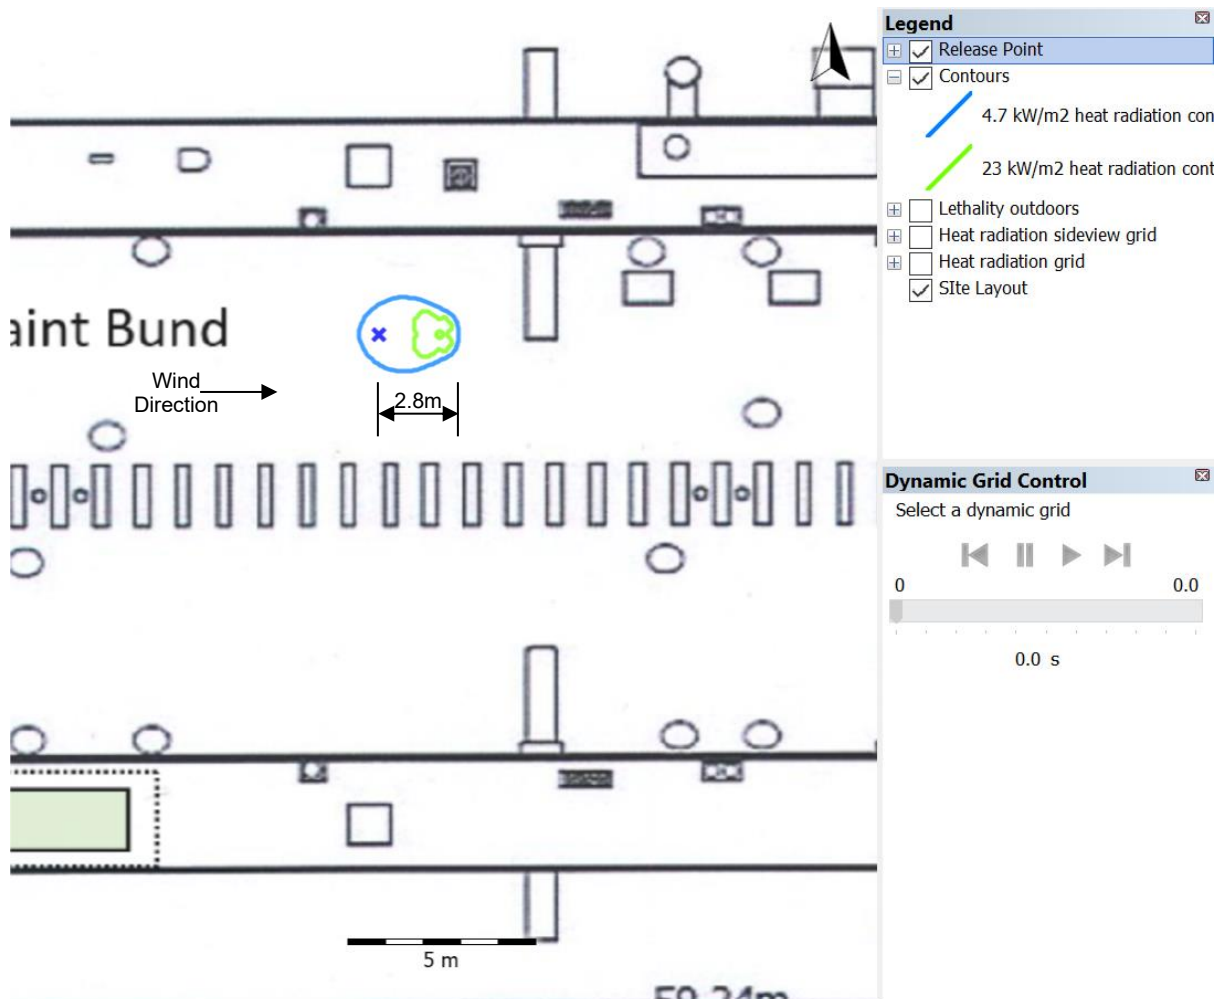 Legend
Release Point
Contours
4.7 kW/m2 heat radiation con
23 kW/m2 heat radiation cont
Lethality outdoors
Heat radiation sideview grid
Heat radiation grid
SIte Layout
aint Bund
Wind
Direction
2.8m
Dynamic Grid Control
Select a dynamic grid
0 0.0
0.0 s
5 m